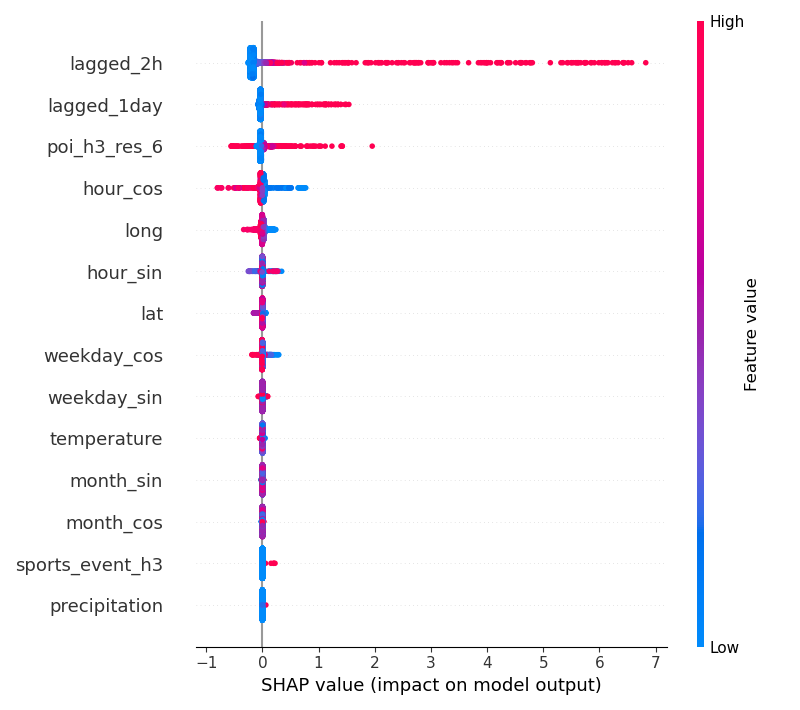 High
lagged_2h
lagged_1day
poi_h3_res_6
hour_cos
long
hour_sin
lat
weekday_cos
weekday_sin
temperature
month_sin
month_cos
sports_event_h3
precipitation
Feature value
Low
−1 0 1 2 3 4 5 6 7
SHAP value (impact on model output)